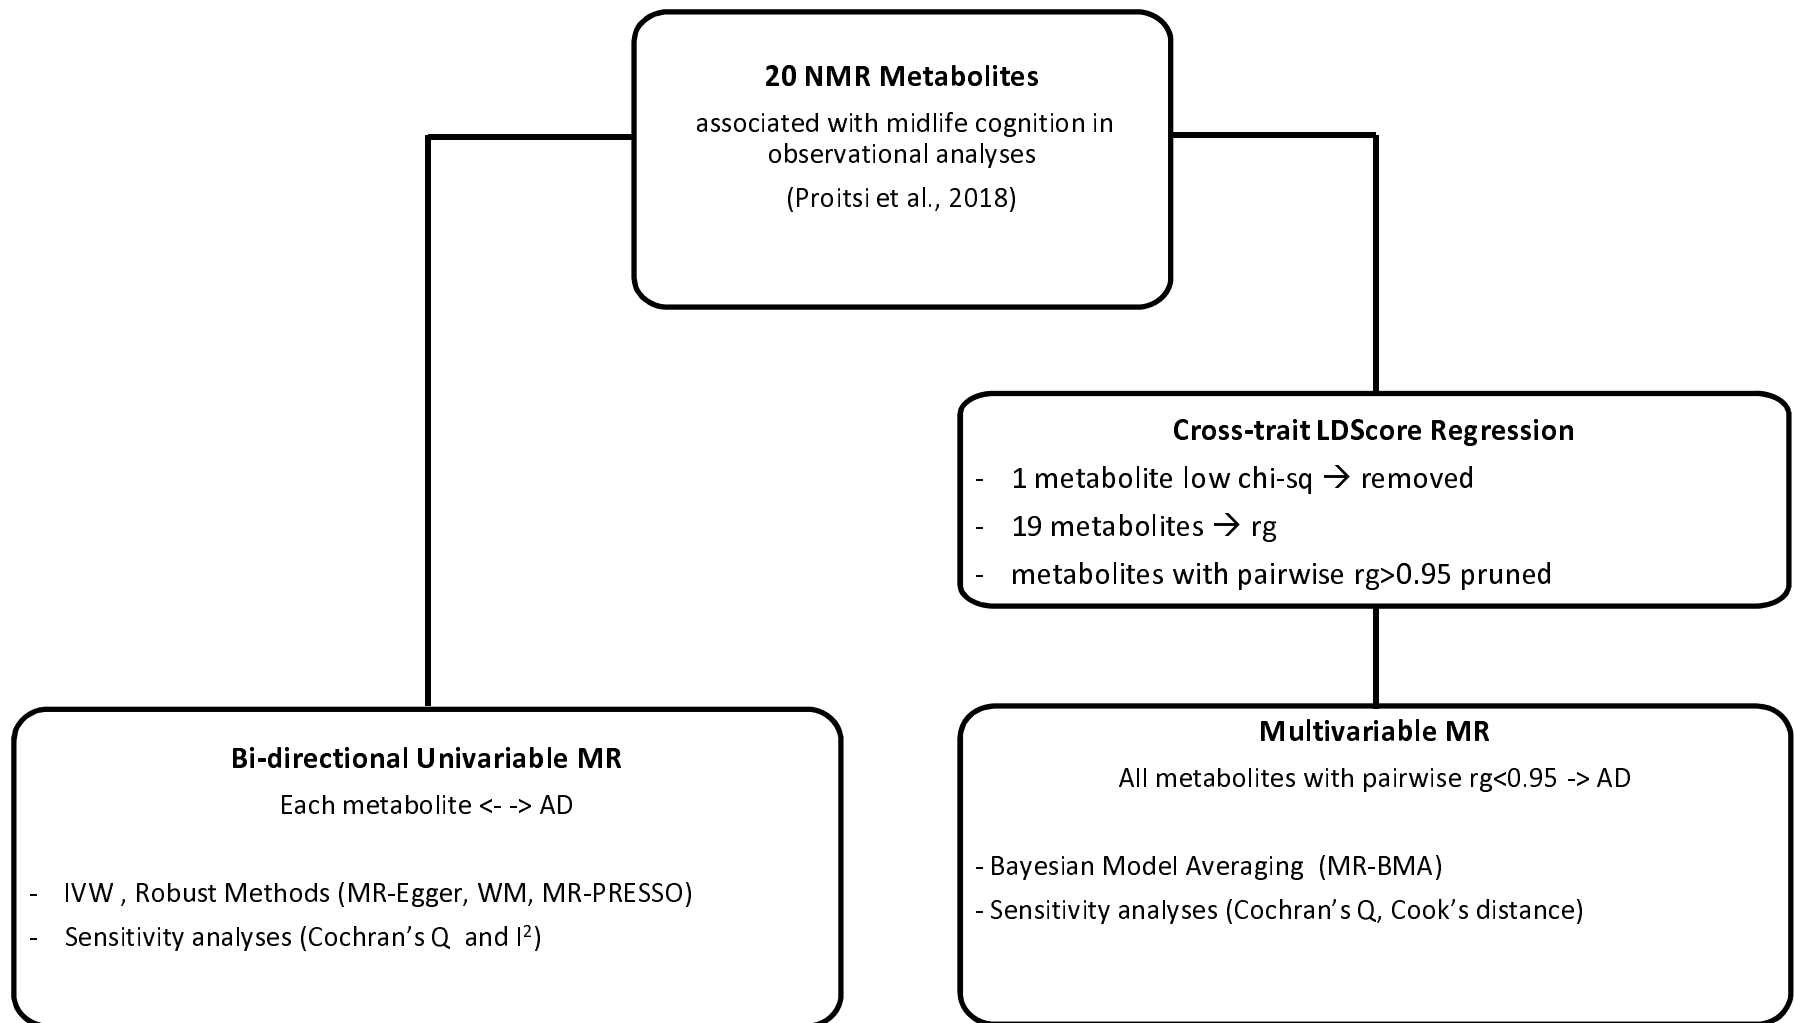 20 NMR Metabolites
associated with midlife cognition in
observational analyses
(Proitsi et al., 2018)
Cross-trait LDScore Regression
- 1 metabolite low chi-sq → removed
- 19 metabolites → rg
- metabolites with pairwise rg>0.95 pruned
Bi-directional Univariable MR
Each metabolite <- -> AD
- IVW , Robust Methods (MR-Egger, WM, MR-PRESSO)
- Sensitivity analyses (Cochran’s Q and I²)
Multivariable MR
All metabolites with pairwise rg<0.95 -> AD
- Bayesian Model Averaging (MR-BMA)
- Sensitivity analyses (Cochran’s Q, Cook’s distance)